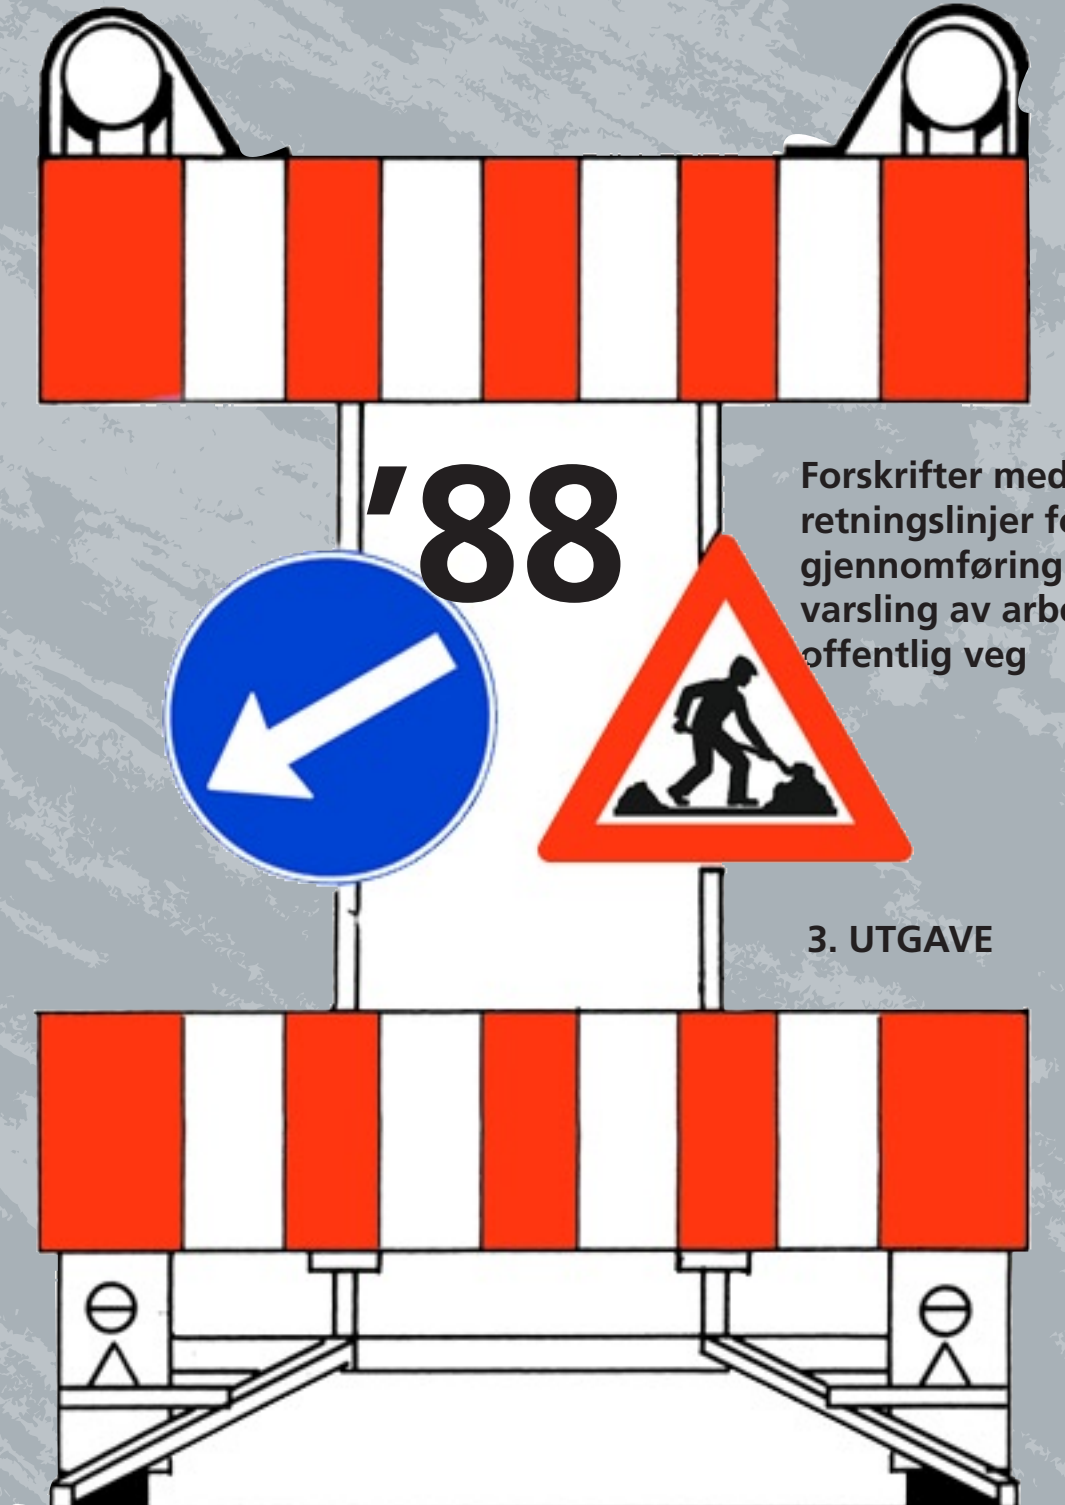 '88
Forskrifter med
retningslinjer
gjennomføring
varsling av
offentlig veg
3. UTGAVE